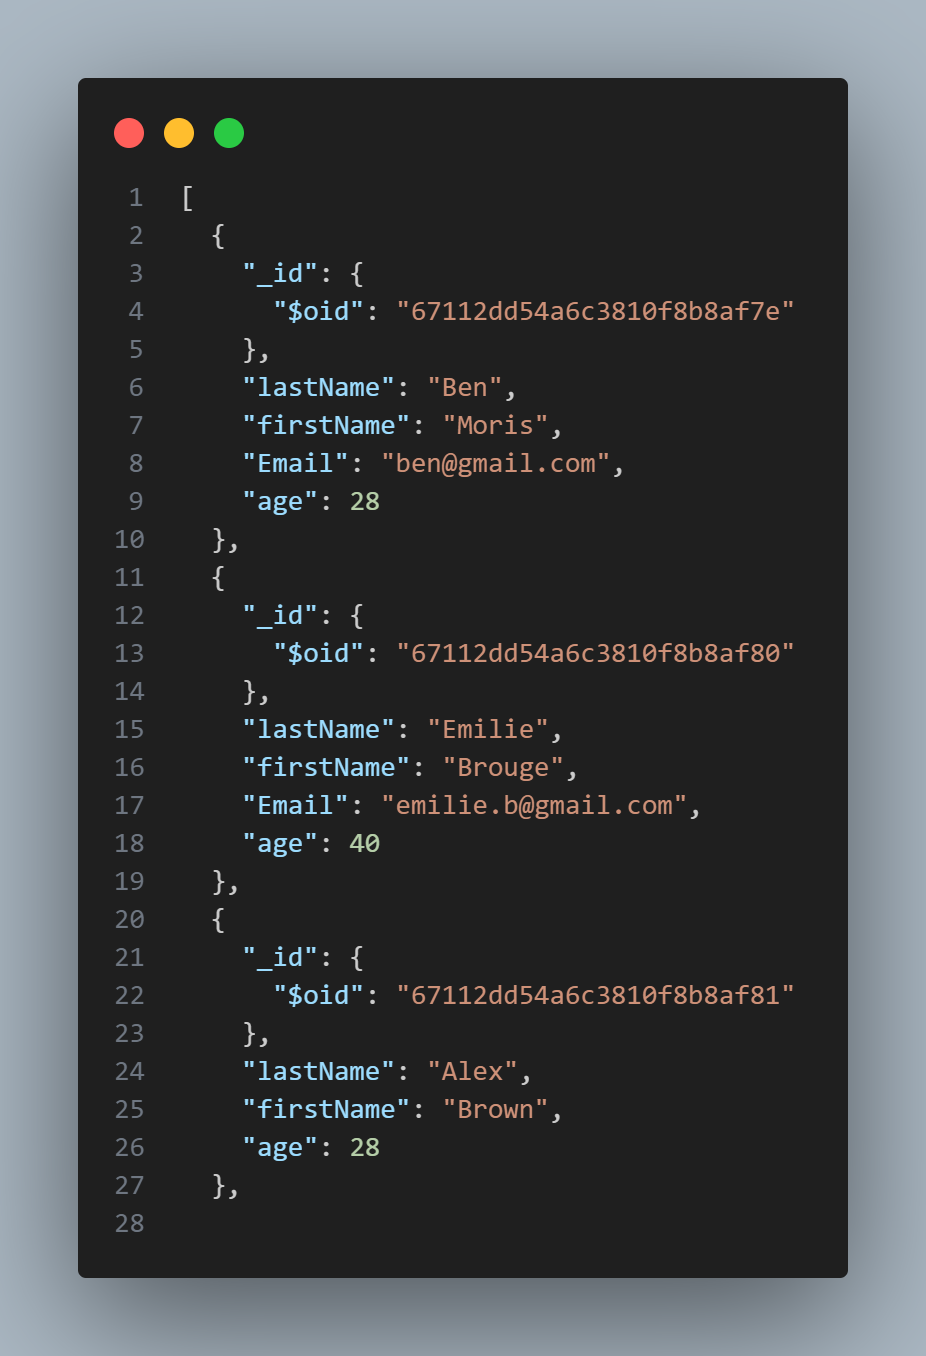 1 [
2 {
3 "_id": {
4 "$oid": "67112dd54a6c3810f8b8af7e"
5 },
6 "lastName": "Ben",
7 "firstName": "Moris",
8 "Email": "ben@gmail.com",
9 "age": 28
10 },
11 {
12 "_id": {
13 "$oid": "67112dd54a6c3810f8b8af80"
14 },
15 "lastName": "Emilie",
16 "firstName": "Brouge",
17 "Email": "emilie.b@gmail.com",
18 "age": 40
19 },
20 {
21 "_id": {
22 "$oid": "67112dd54a6c3810f8b8af81"
23 },
24 "lastName": "Alex",
25 "firstName": "Brown",
26 "age": 28
27 },
28